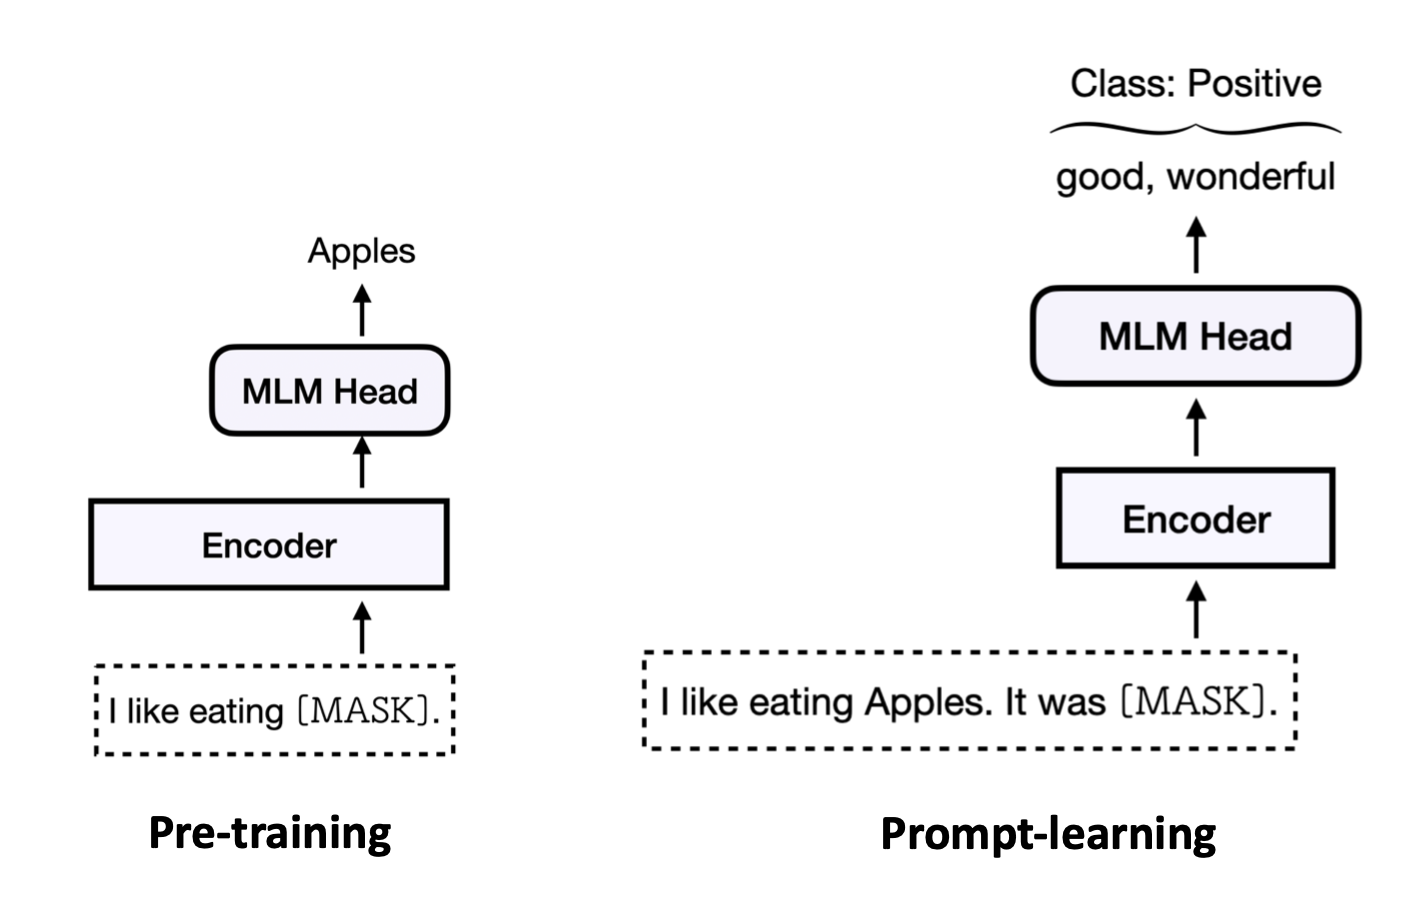 Apples
MLM Head
Encoder
I like eating [MASK].
Pre-training
Class: Positive
good, wonderful
MLM Head
Encoder
I like eating Apples. It was [MASK].
Prompt-learning